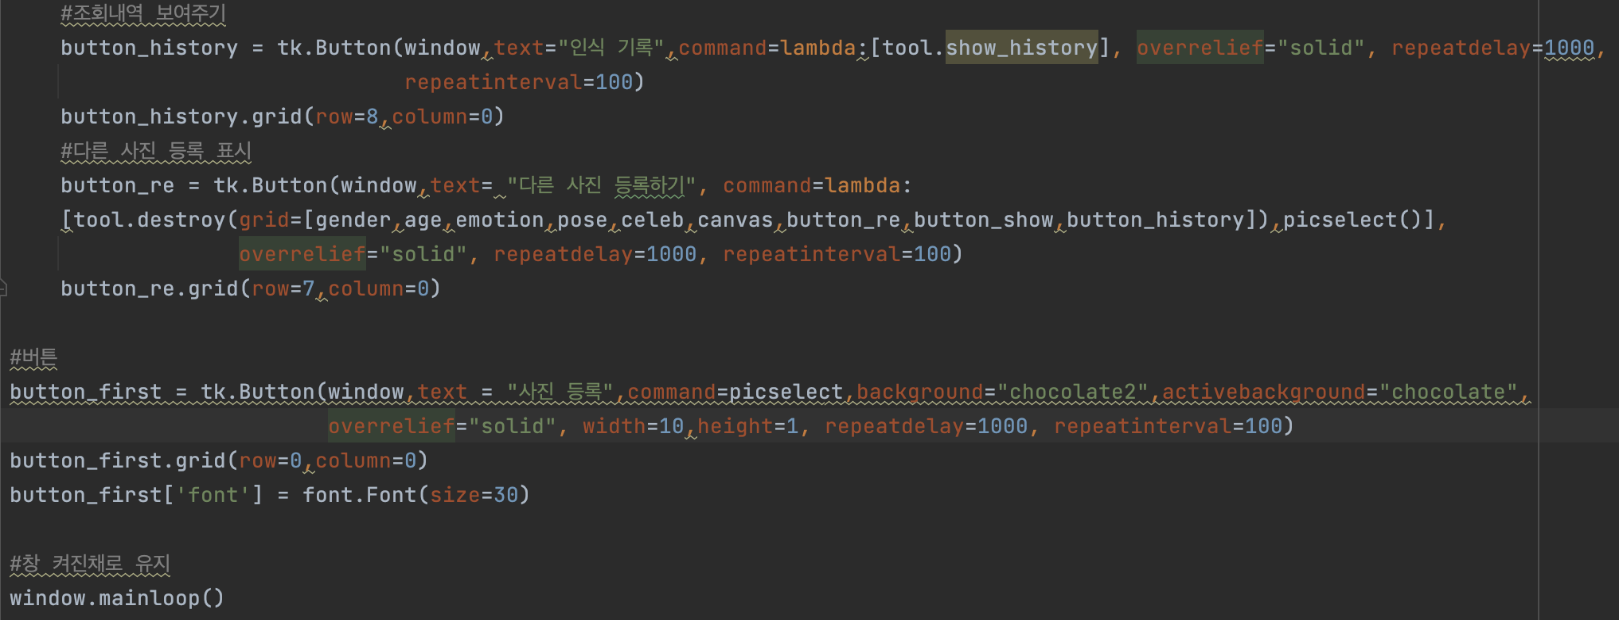 #조회내역 보여주기
button_history = tk.Button(window,text="인식 기록",command=lambda:[tool.show_history], overrelief="solid", repeatdelay=1000,
repeatinterval=100)
button_history.grid(row=8,column=0)
#다른 사진 등록 표시
button_re = tk.Button(window,text= "다른 사진 등록하기", command=lambda:
[tool.destroy(grid=[gender,age,emotion,pose,celeb,canvas,button_re,button_show,button_history]),picselect()],
overrelief="solid", repeatdelay=1000, repeatinterval=100)
button_re.grid(row=7,column=0)
#버튼
button_first = tk.Button(window,text = "사진 등록",command=picselect,background="chocolate2",activebackground="chocolate",
overrelief="solid", width=10,height=1, repeatdelay=1000, repeatinterval=100)
button_first.grid(row=0,column=0)
button_first['font'] = font.Font(size=30)
#창 켜진채로 유지
window.mainloop()